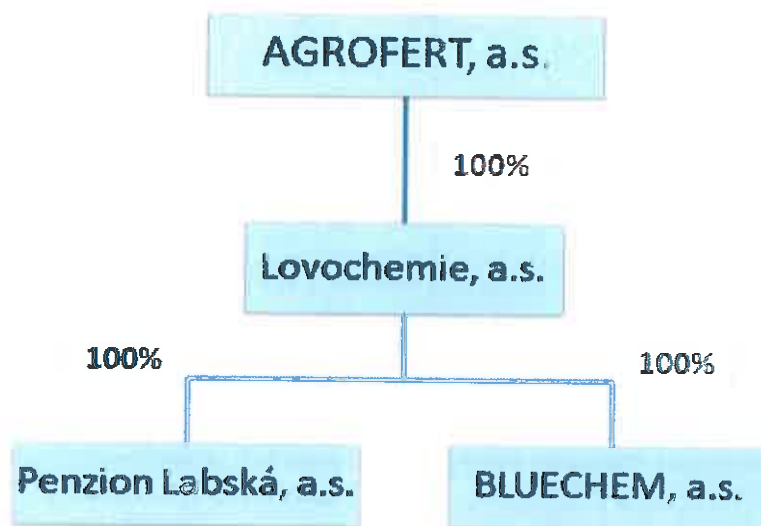 AGROFERT, a.s.
100%
Lovochemie, a.s.
100%
100%
Penzion Labská, a.s.
BLUECHEM, a.s.